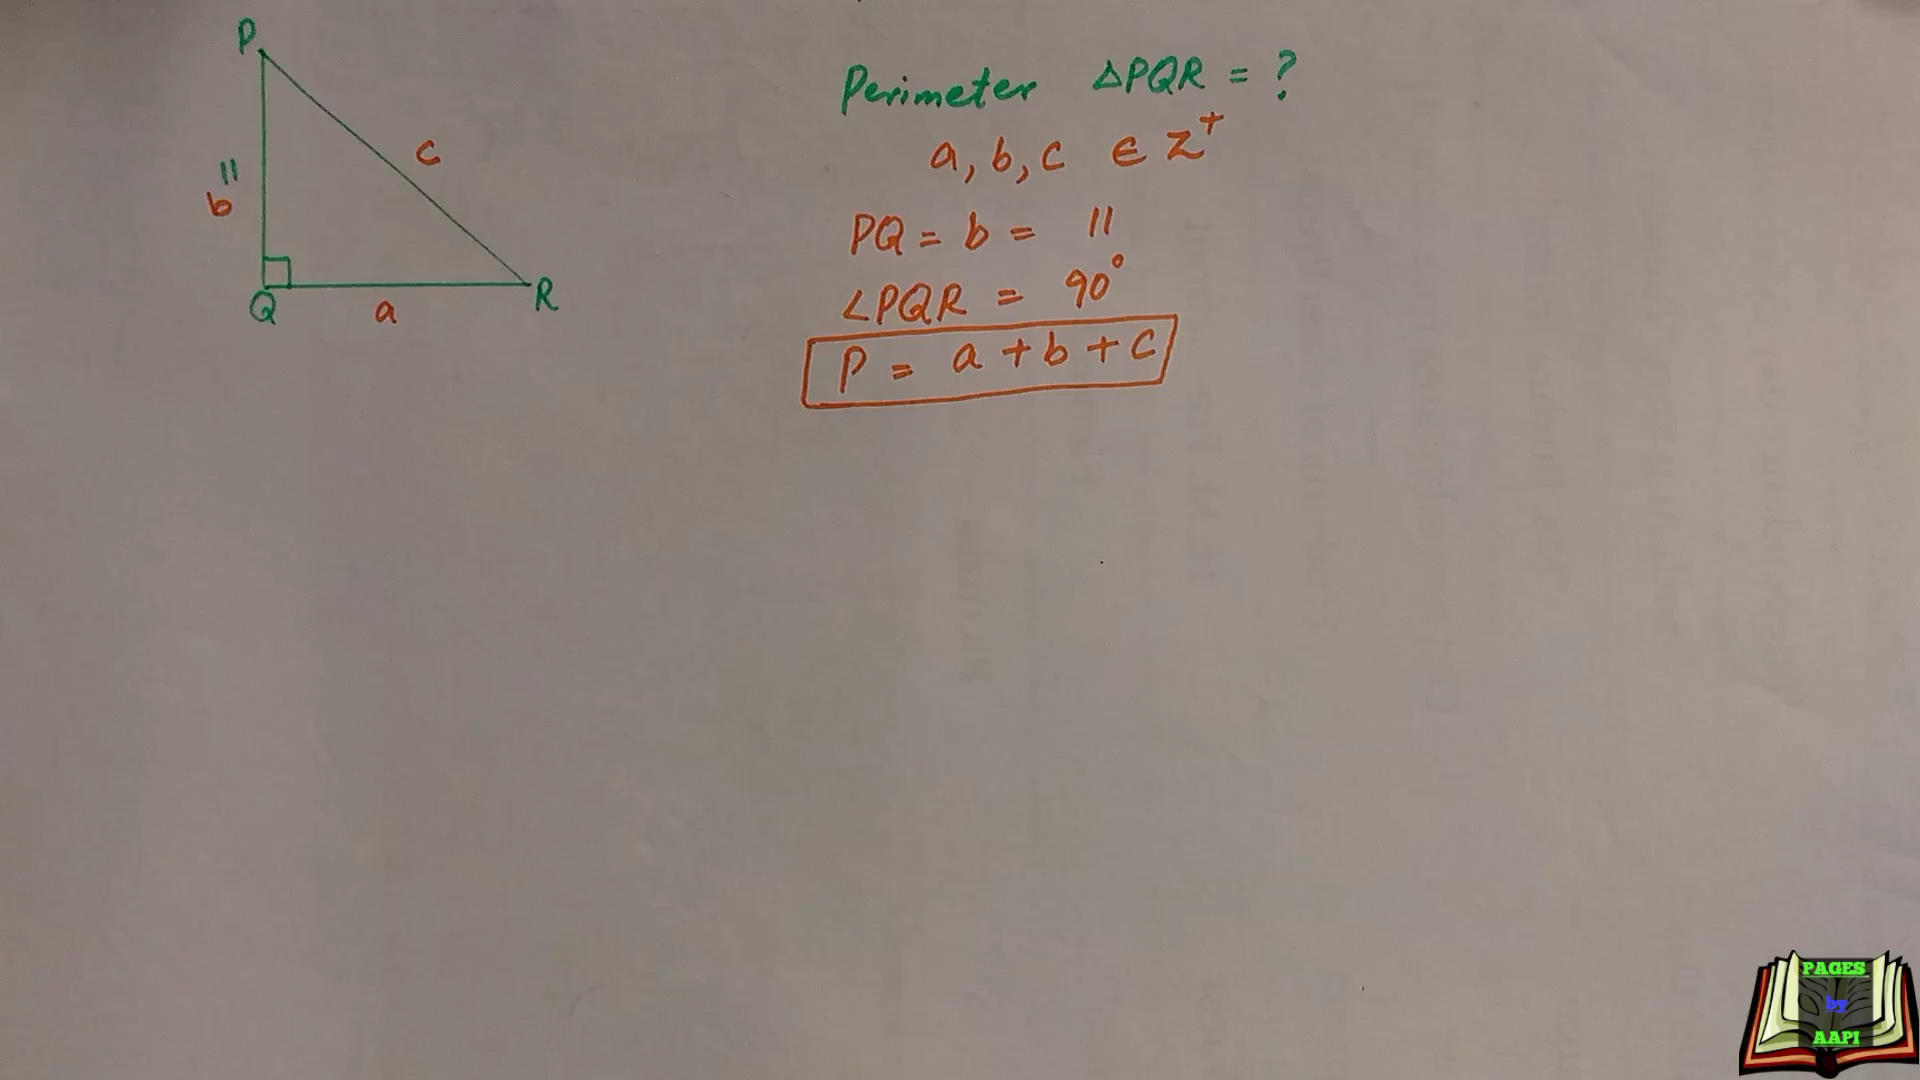 P
c
11
b
Q
a
R
Perimeter ΔPQR = ?
a, b, c ∈ Z⁺
PQ = b = 11
∠PQR = 90°
P = a + b + c
PAGES
by
AAPI